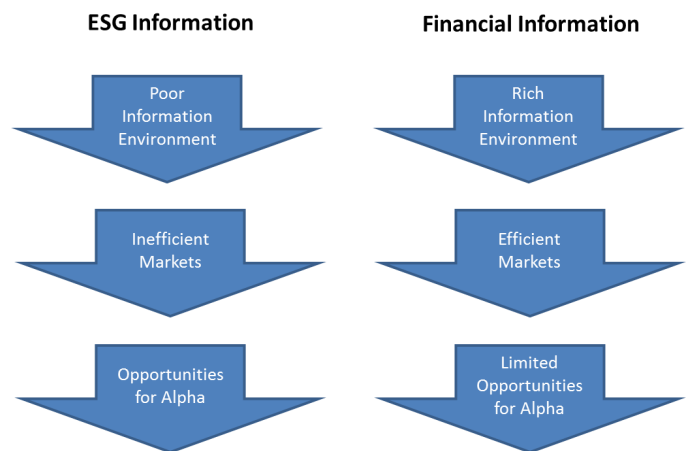 ESG Information
Poor
Information
Environment
Inefficient
Markets
Opportunities
for Alpha
Financial Information
Rich
Information
Environment
Efficient
Markets
Limited
Opportunities
for Alpha